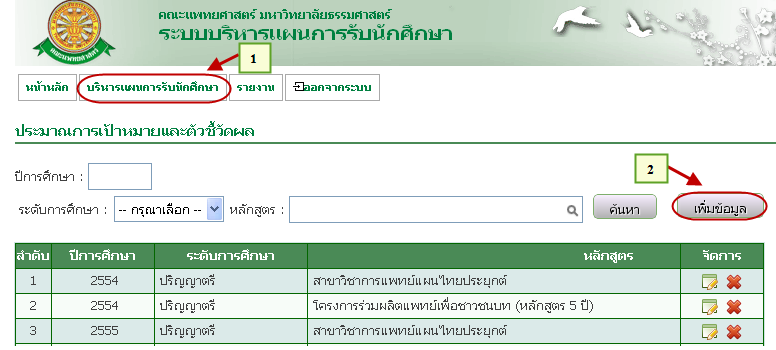 คณะแพทยศาสตร์ มหาวิทยาลัยธรรมศาสตร์
ระบบบริหารแผนการรับนักศึกษา
1
หน้าหลัก บริหารแผนการรับนักศึกษา รายงาน ออกจากระบบ
ประมาณการเป้าหมายและตัวชี้วัดผล
2
ปีการศึกษา :
ระดับการศึกษา : -- กรุณาเลือก -- หลักสูตร : ค้นหา เพิ่มข้อมูล
ลำดับ ปีการศึกษา ระดับการศึกษา หลักสูตร จัดการ
1 2554 ปริญญาตรี สาขาวิชาการแพทย์แผนไทยประยุกต์
2 2554 ปริญญาตรี โครงการร่วมผลิตแพทย์เพื่อชาวชนบท (หลักสูตร 5 ปี)
3 2555 ปริญญาตรี สาขาวิชาการแพทย์แผนไทยประยุกต์